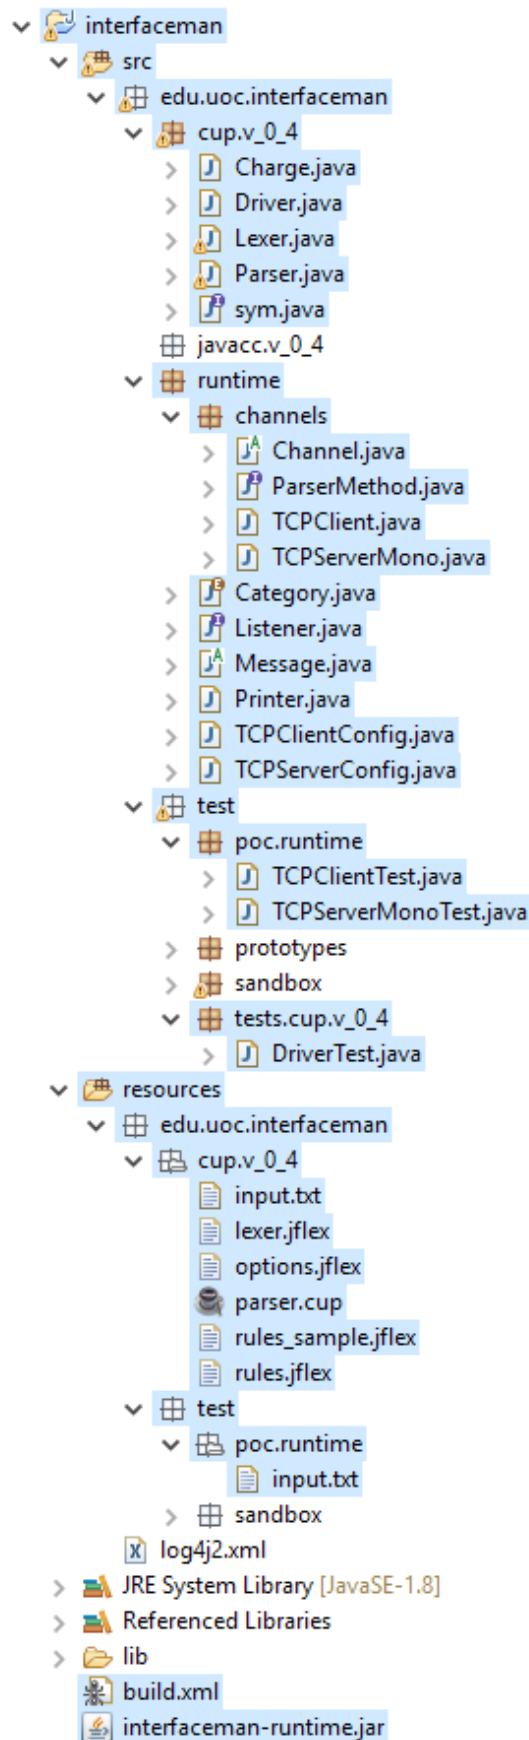 interfaceman
src
edu.uoc.interfaceman
cup.v_0_4
Charge.java
Driver.java
Lexer.java
Parser.java
sym.java
javacc.v_0_4
runtime
channels
Channel.java
ParserMethod.java
TCPClient.java
TCPServerMono.java
Category.java
Listener.java
Message.java
Printer.java
TCPClientConfig.java
TCPServerConfig.java
test
poc.runtime
TCPClientTest.java
TCPServerMonoTest.java
prototypes
sandbox
tests.cup.v_0_4
DriverTest.java
resources
edu.uoc.interfaceman
cup.v_0_4
input.txt
lexer.jflex
options.jflex
parser.cup
rules_sample.jflex
rules.jflex
test
poc.runtime
input.txt
sandbox
log4j2.xml
JRE System Library [JavaSE-1.8]
Referenced Libraries
lib
build.xml
interfaceman-runtime.jar